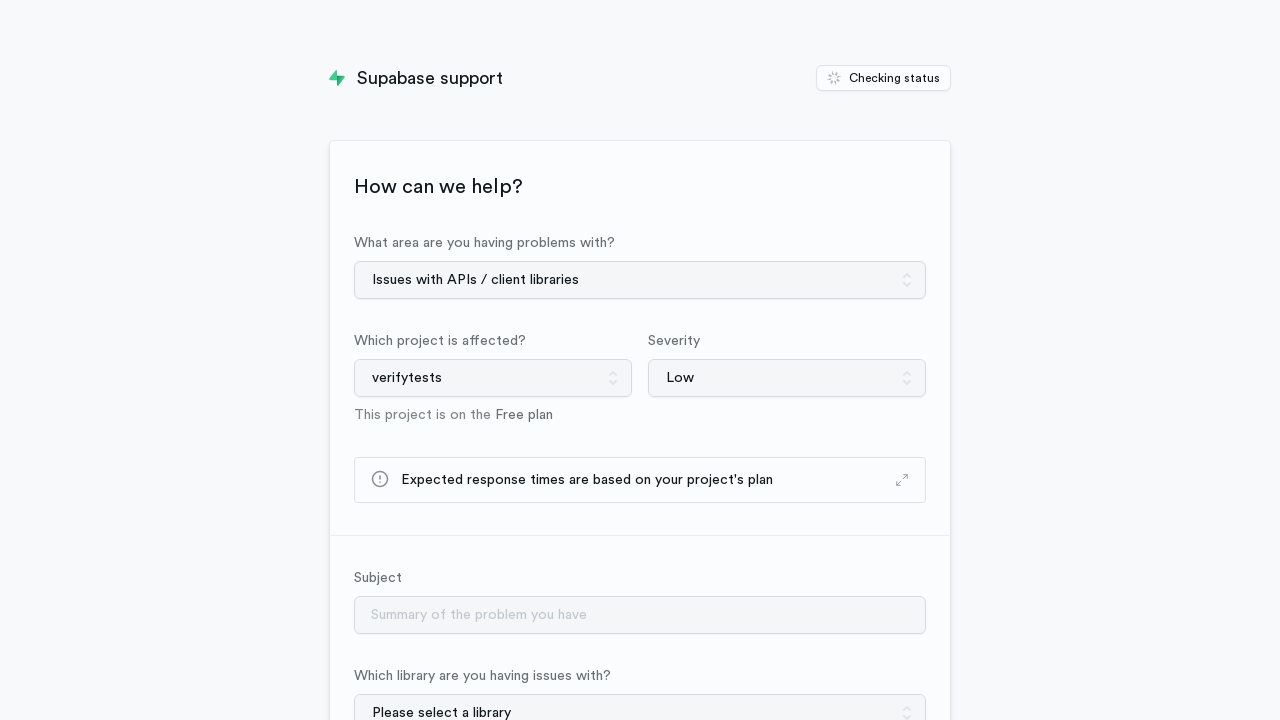 Supabase support
Checking status
How can we help?
What area are you having problems with?
Issues with APIs / client libraries
Which project is affected?
Severity
verifytests
Low
This project is on the Free plan
Expected response times are based on your project's plan
Subject
Summary of the problem you have
Which library are you having issues with?
Please select a library